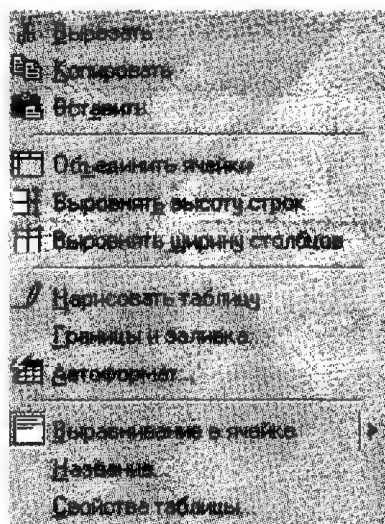 Вырезать
Копировать
Вставить
Объединить ячейки
Выровнять высоту строк
Выровнять ширину столбцов
Нарисовать таблицу
Границы и заливка...
Автоформат...
Выравнивание в ячейке
Название...
Свойства таблицы...